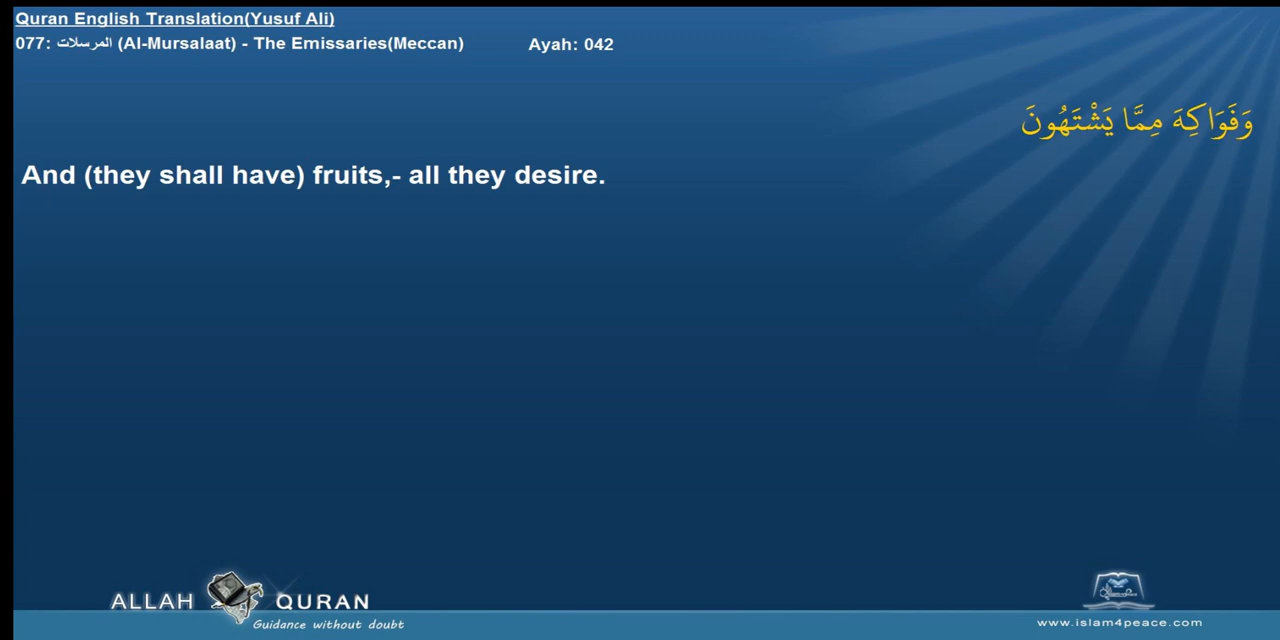 Quran English Translation(Yusuf Ali)
077: المرسلات (Al-Mursalaat) - The Emissaries(Meccan) Ayah: 042
وَفَوَاكِهَ مِمَّا يَشْتَهُونَ
And (they shall have) fruits,- all they desire.
ALLAH QURAN
Guidance without doubt
www.islam4peace.com